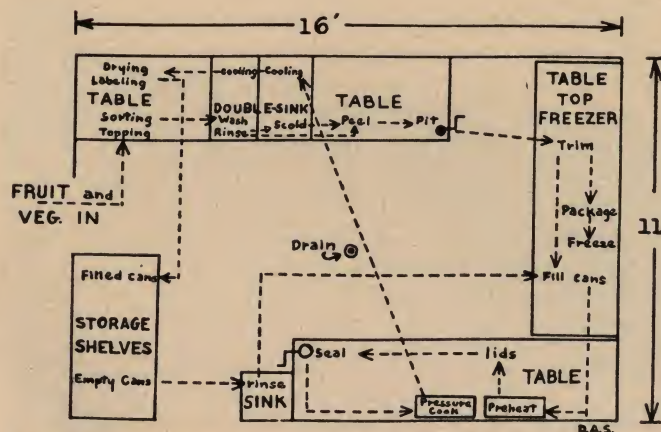 16'
Drying
Labeling
TABLE
Sorting
Topping
Cooling Cooling
DOUBLE-SINK
Wash
Rinse
Scald
TABLE
Peel
Pit
TABLE
TOP
FREEZER
Trim
Package
Freeze
Fill cans
11
FRUIT and
VEG. IN
Drain
Filled cans
STORAGE
SHELVES
Empty Cans
rinse
SINK
Seal
lids
TABLE
Pressure
Cook
Preheat
D.A.S.